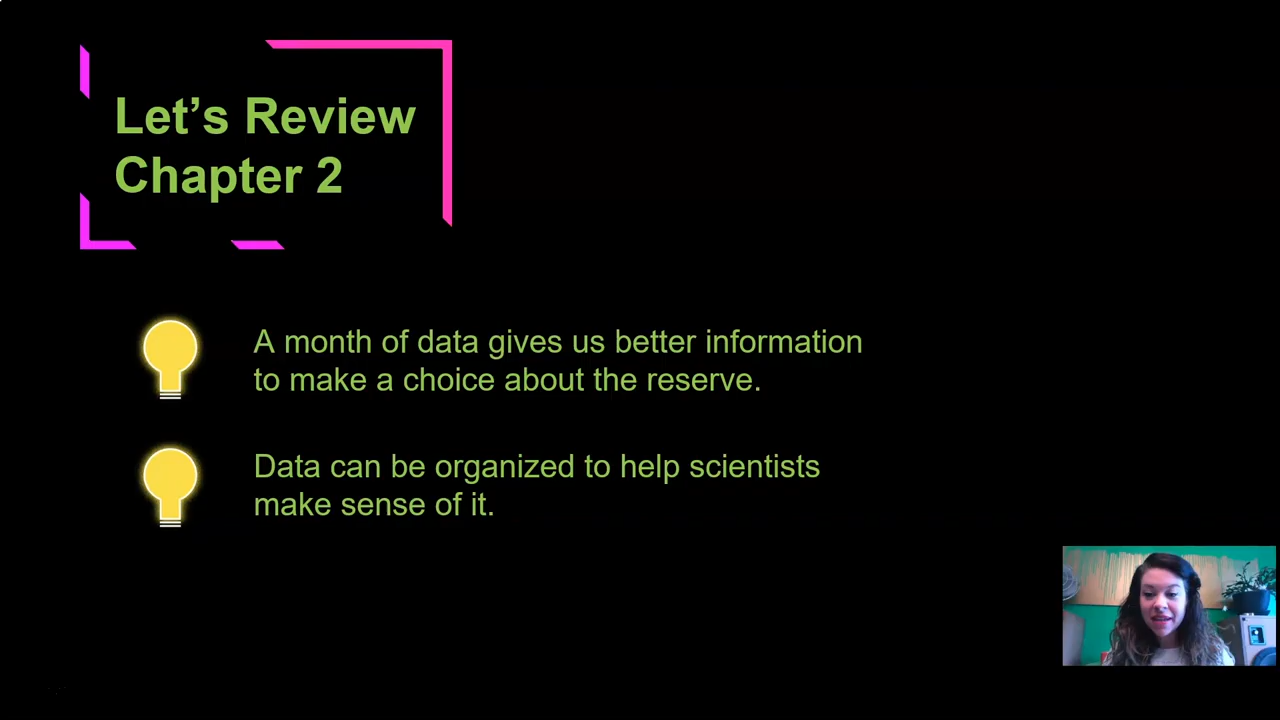 Let’s Review
Chapter 2
A month of data gives us better information
to make a choice about the reserve.
Data can be organized to help scientists
make sense of it.